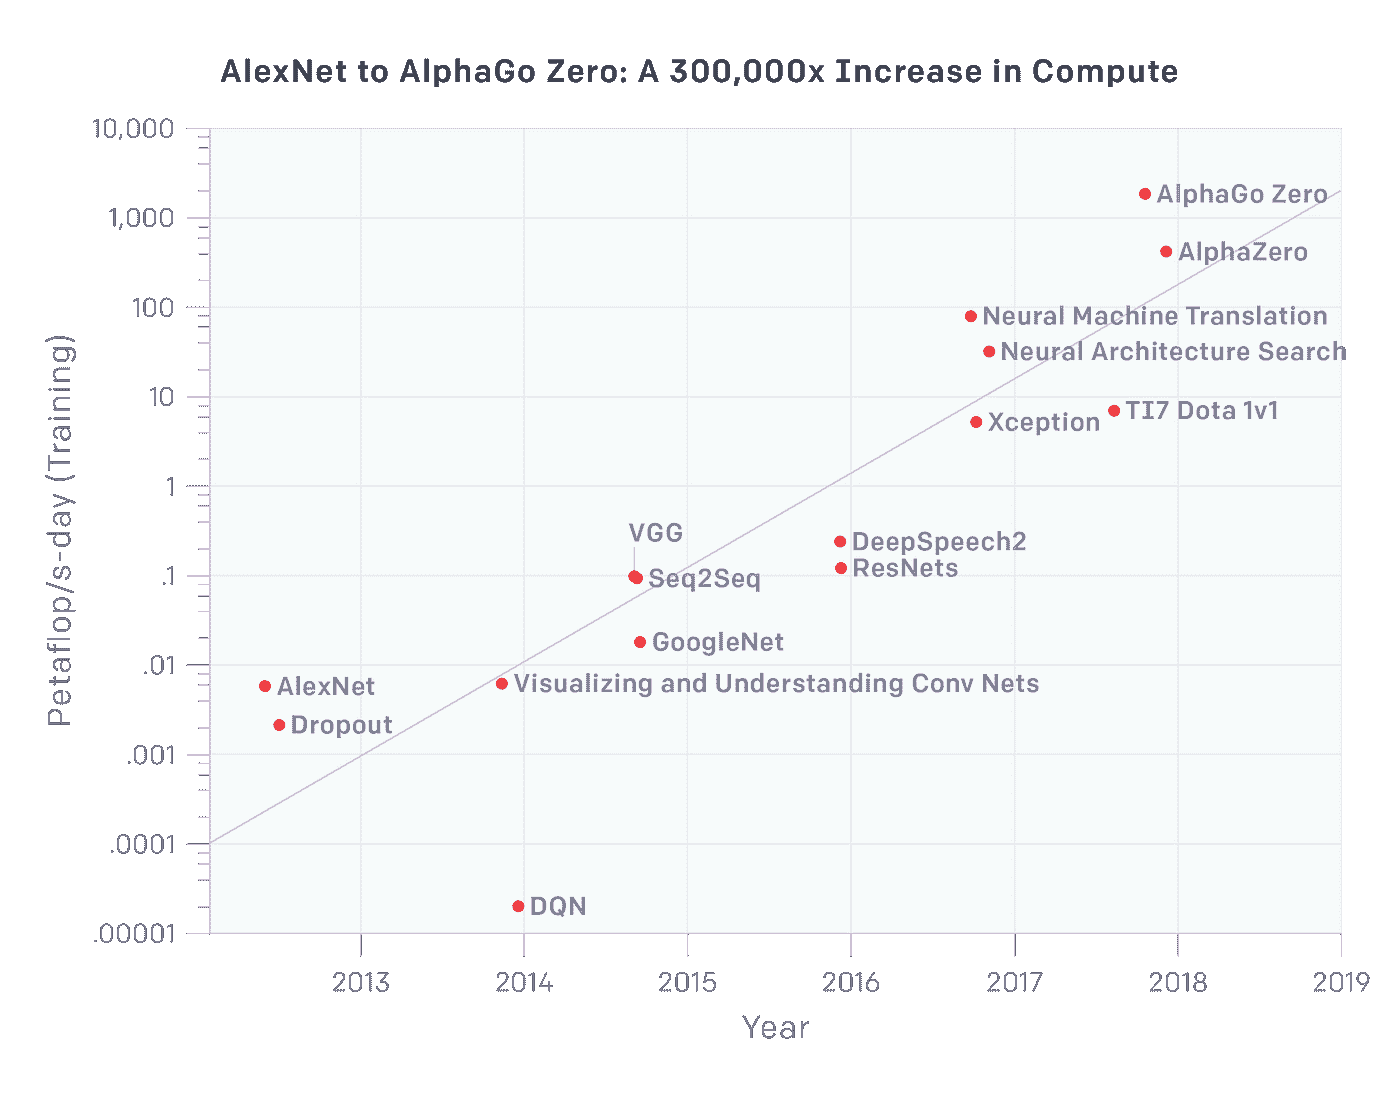 AlexNet to AlphaGo Zero: A 300,000x Increase in Compute
10,000
1,000
100
10
1
.1
.01
.001
.0001
.00001
Petaflop/s-day (Training)
AlphaGo Zero
AlphaZero
Neural Machine Translation
Neural Architecture Search
TI7 Dota 1v1
Xception
VGG
DeepSpeech2
ResNets
Seq2Seq
GoogleNet
AlexNet
Visualizing and Understanding Conv Nets
Dropout
DQN
2013
2014
2015
2016
2017
2018
2019
Year